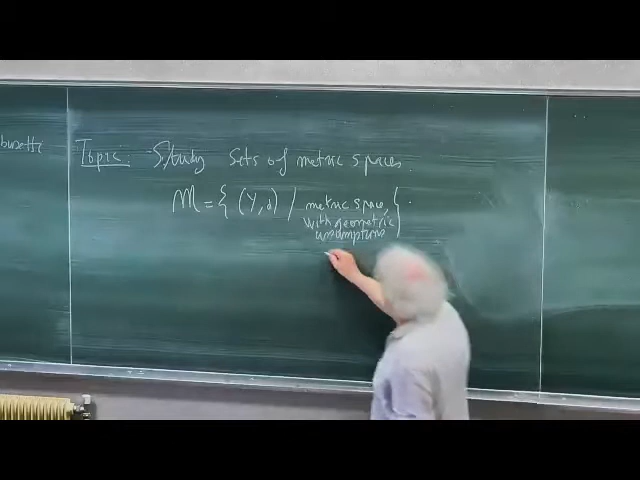 Topic: Study Sets of metric spaces.
M = { (Y, d) / metric space, }.
with geometric
assumptions